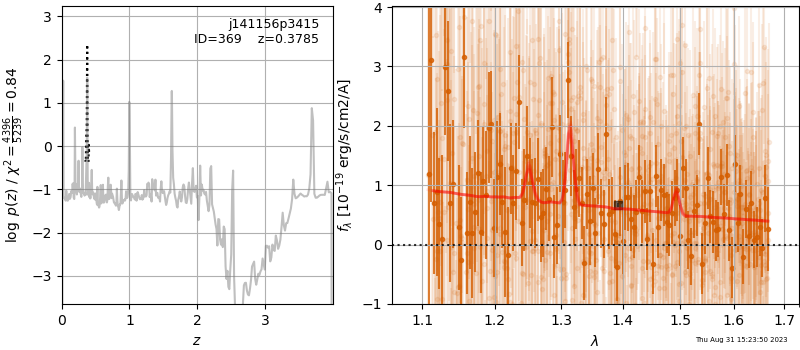 j141156p3415
ID=369 z=0.3785
log p(z) / χ² = 4396/5239 = 0.84
3
2
1
0
−1
−2
−3
0 1 2 3
z
f_λ [10⁻¹⁹ erg/s/cm2/A]
4
3
2
1
0
−1
1.1 1.2 1.3 1.4 1.5 1.6 1.7
λ
Thu Aug 31 15:23:50 2023